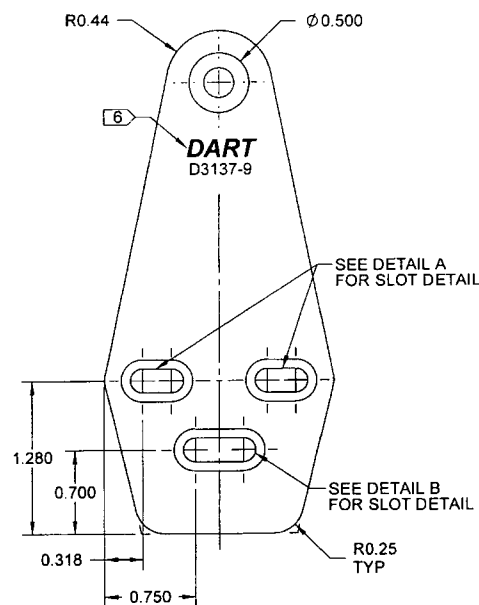 R0.44
Ø0.500
6
DART
D3137-9
SEE DETAIL A
FOR SLOT DETAIL
1.280
0.700
SEE DETAIL B
FOR SLOT DETAIL
0.318
R0.25
TYP
0.750